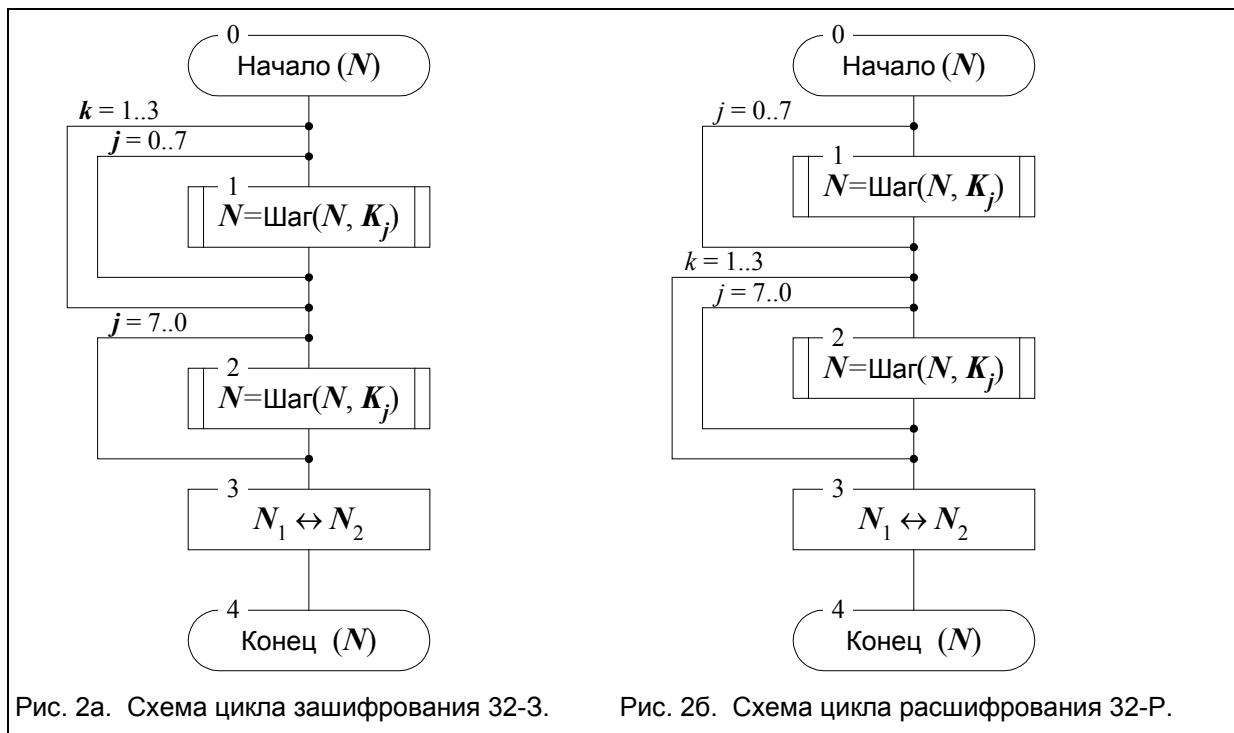 0
Начало (N)
k = 1..3
j = 0..7
1
N=Шаг(N, Kj)
j = 7..0
2
N=Шаг(N, Kj)
3
N1 ↔ N2
4
Конец (N)
Рис. 2а. Схема цикла зашифрования 32-З.
0
Начало (N)
j = 0..7
1
N=Шаг(N, Kj)
k = 1..3
j = 7..0
2
N=Шаг(N, Kj)
3
N1 ↔ N2
4
Конец (N)
Рис. 2б. Схема цикла расшифрования 32-Р.